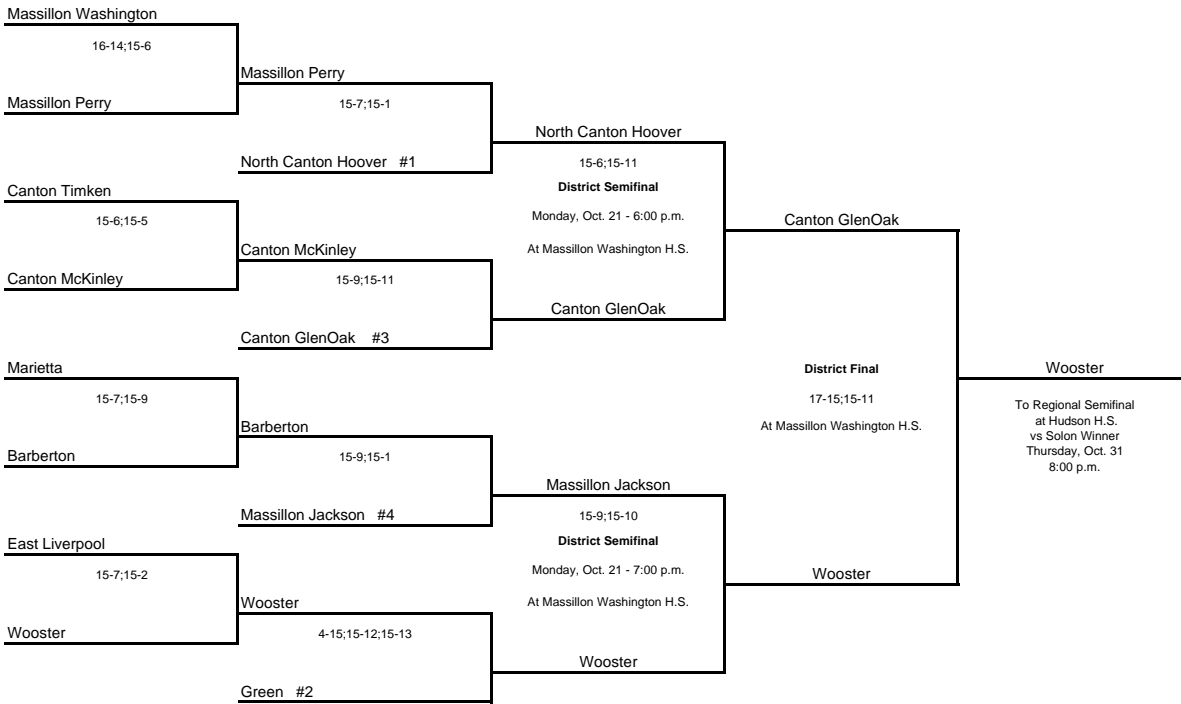 Massillon Washington
16-14;15-6
Massillon Perry
Massillon Perry
15-7;15-1
North Canton Hoover
North Canton Hoover #1
15-6;15-11
Canton Timken
District Semifinal
15-6;15-5
Monday, Oct. 21 - 6:00 p.m.
Canton GlenOak
Canton McKinley
At Massillon Washington H.S.
Canton McKinley
15-9;15-11
Canton GlenOak
Canton GlenOak #3
Marietta
District Final
Wooster
15-7;15-9
17-15;15-11
To Regional Semifinal
at Hudson H.S.
vs Solon Winner
Thursday, Oct. 31
8:00 p.m.
Barberton
At Massillon Washington H.S.
Barberton
15-9;15-1
Massillon Jackson
Massillon Jackson #4
15-9;15-10
East Liverpool
District Semifinal
15-7;15-2
Monday, Oct. 21 - 7:00 p.m.
Wooster
Wooster
At Massillon Washington H.S.
Wooster
4-15;15-12;15-13
Wooster
Green #2